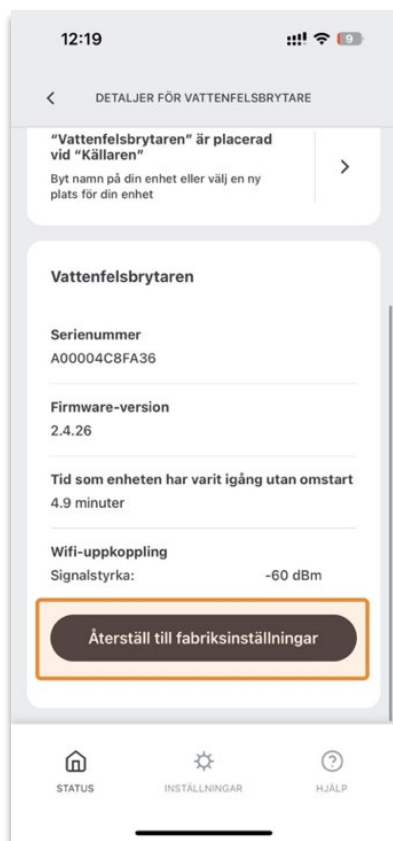 12:19
9
DETALJER FÖR VATTENFELSBRYTARE
“Vattenfelsbrytaren” är placerad
vid “Källaren”
Byt namn på din enhet eller välj en ny
plats för din enhet
Vattenfelsbrytaren
Serienummer
A00004C8FA36
Firmware-version
2.4.26
Tid som enheten har varit igång utan omstart
4.9 minuter
Wifi-uppkoppling
Signalstyrka: -60 dBm
Återställ till fabriksinställningar
STATUS INSTÄLLNINGAR HJÄLP